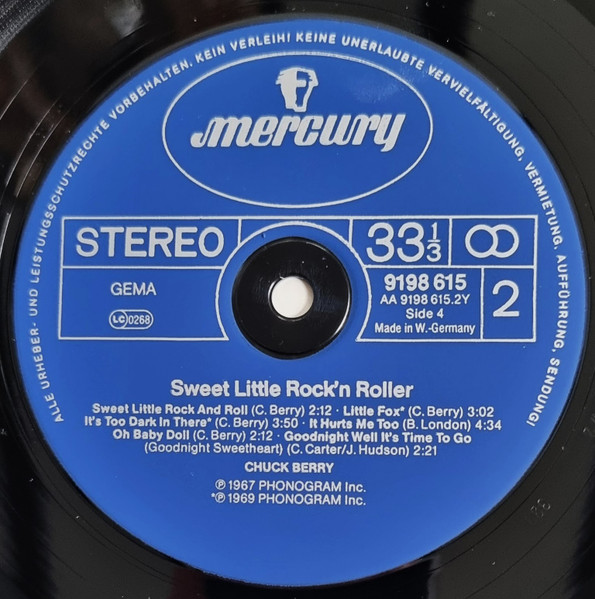 ALLE URHEBER- UND LEISTUNGSSCHUTZRECHTE VORBEHALTEN. KEIN VERLEIH! KEINE UNERLAUBTE VERVIELFÄLTIGUNG, VERMIETUNG, AUFFÜHRUNG, SENDUNG!
mercury
STEREO
33 1/3
GEMA
LC 0268
9198 615
AA 9198 615.2Y
Side 4
Made in W.-Germany
2
Sweet Little Rock'n Roller
Sweet Little Rock And Roll (C. Berry) 2:12 · Little Fox* (C. Berry) 3:02
It's Too Dark In There* (C. Berry) 3:50 · It Hurts Me Too (B. London) 4:34
Oh Baby Doll (C. Berry) 2:12 · Goodnight Well It's Time To Go
(Goodnight Sweetheart) (C. Carter/J. Hudson) 2:21
CHUCK BERRY
℗ 1967 PHONOGRAM Inc.
*℗ 1969 PHONOGRAM Inc.